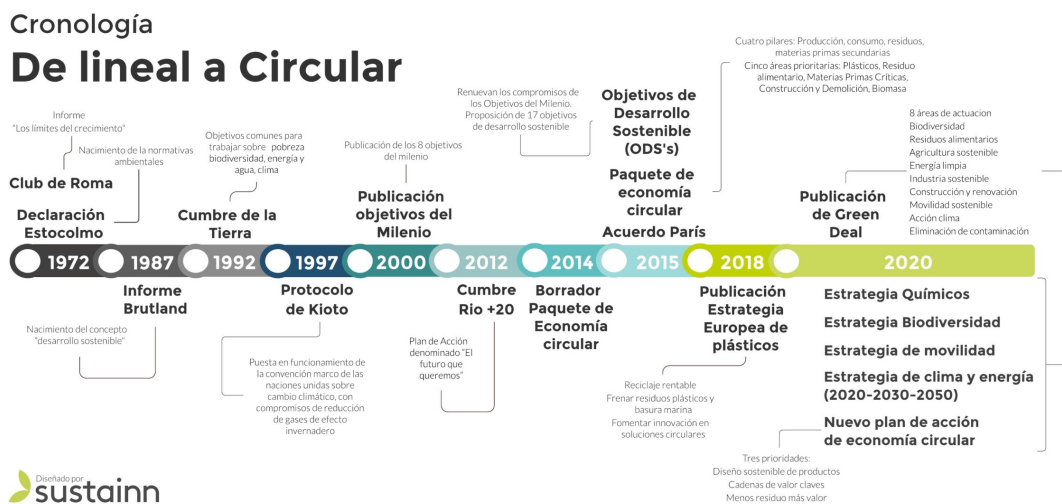 Cronología
De lineal a Circular
Informe
"Los límites del crecimiento"
Nacimiento de la normativas
ambientales
Club de Roma
Declaración
Estocolmo
Objetivos comunes para
trabajar sobre pobreza
biodiversidad, energía y
agua, clima
Cumbre de la
Tierra
Publicación de los 8 objetivos
del milenio
Publicación
objetivos del
Milenio
Renuevan los compromisos de
los Objetivos del Milenio.
Proposición de 17 objetivos
de desarrollo sostenible
Objetivos de
Desarrollo
Sostenible
(ODS's)
Paquete de
economía
circular
Acuerdo París
Cuatro pilares: Producción, consumo, residuos,
materias primas secundarias
Cinco áreas prioritarias: Plásticos, Residuo
alimentario, Materias Primas Críticas,
Construcción y Demolición, Biomasa
Publicación
de Green
Deal
8 áreas de actuacion
Biodiversidad
Residuos alimentarios
Agricultura sostenible
Energía limpia
Industria sostenible
Construcción y renovación
Movilidad sostenible
Acción clima
Eliminación de contaminación
1972 1987 1992 1997 2000 2012 2014 2015 2018 2020
Informe
Brutland
Nacimiento del concepto
"desarrollo sostenible"
Protocolo
de Kioto
Puesta en funcionamiento de
la convención marco de las
naciones unidas sobre
cambio climático, con
compromisos de reducción
de gases de efecto
invernadero
Cumbre
Rio +20
Plan de Acción
denominado "El
futuro que
queremos"
Borrador
Paquete de
Economía
circular
Publicación
Estrategia
Europea de
plásticos
Reciclaje rentable
Frenar residuos plásticos y
basura marina
Fomentar innovación en
soluciones circulares
Estrategia Químicos
Estrategia Biodiversidad
Estrategia de movilidad
Estrategia de clima y energía
(2020-2030-2050)
Nuevo plan de acción
de economía circular
Tres prioridades:
Diseño sostenible de productos
Cadenas de valor claves
Menos residuo más valor
Diseñado por
sustainn